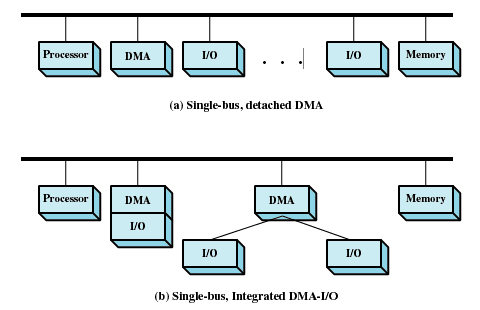 Processor DMA I/O . . . I/O Memory
(a) Single-bus, detached DMA
Processor DMA DMA Memory
I/O
I/O I/O
(b) Single-bus, Integrated DMA-I/O